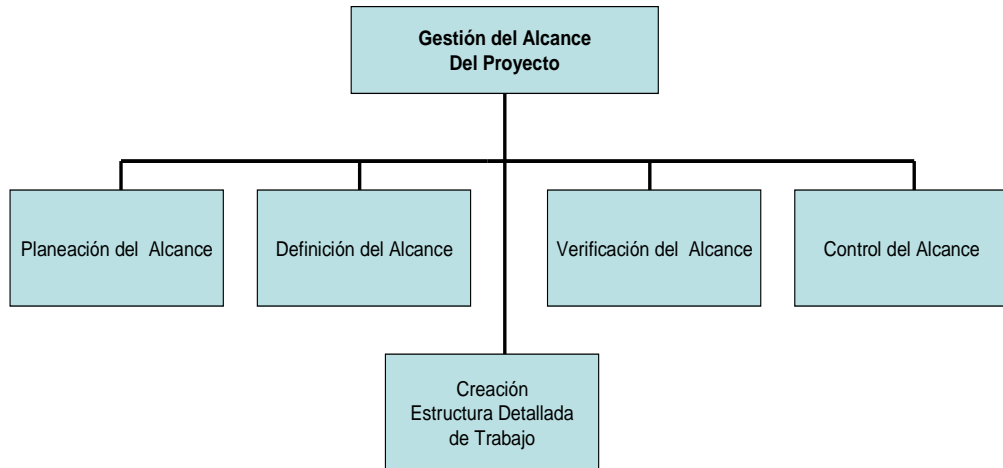 Gestión del Alcance
Del Proyecto
Planeación del Alcance
Definición del Alcance
Verificación del Alcance
Control del Alcance
Creación
Estructura Detallada
de Trabajo